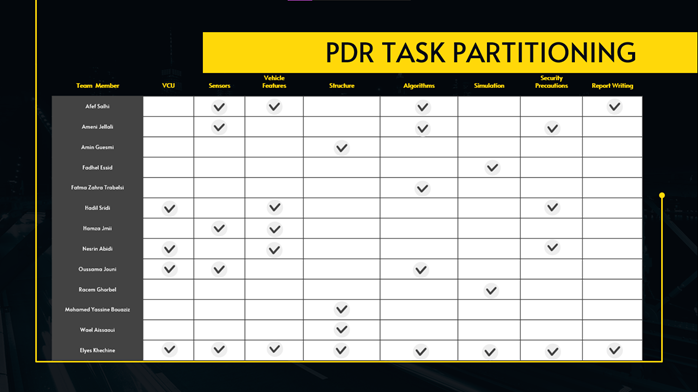 PDR TASK PARTITIONING
Team Member VCU Sensors Vehicle Features Structure Algorithms Simulation Security Precautions Report Writing
Afef Salhi
Ameni Jellali
Amin Guesmi
Fadhel Essid
Fatma Zahra Trabelsi
Hadil Sridi
Hamza Jmii
Nesrin Abidi
Oussama Jouni
Racem Ghorbel
Mohamed Yassine Bouaziz
Wael Aissaoui
Elyes Khechine